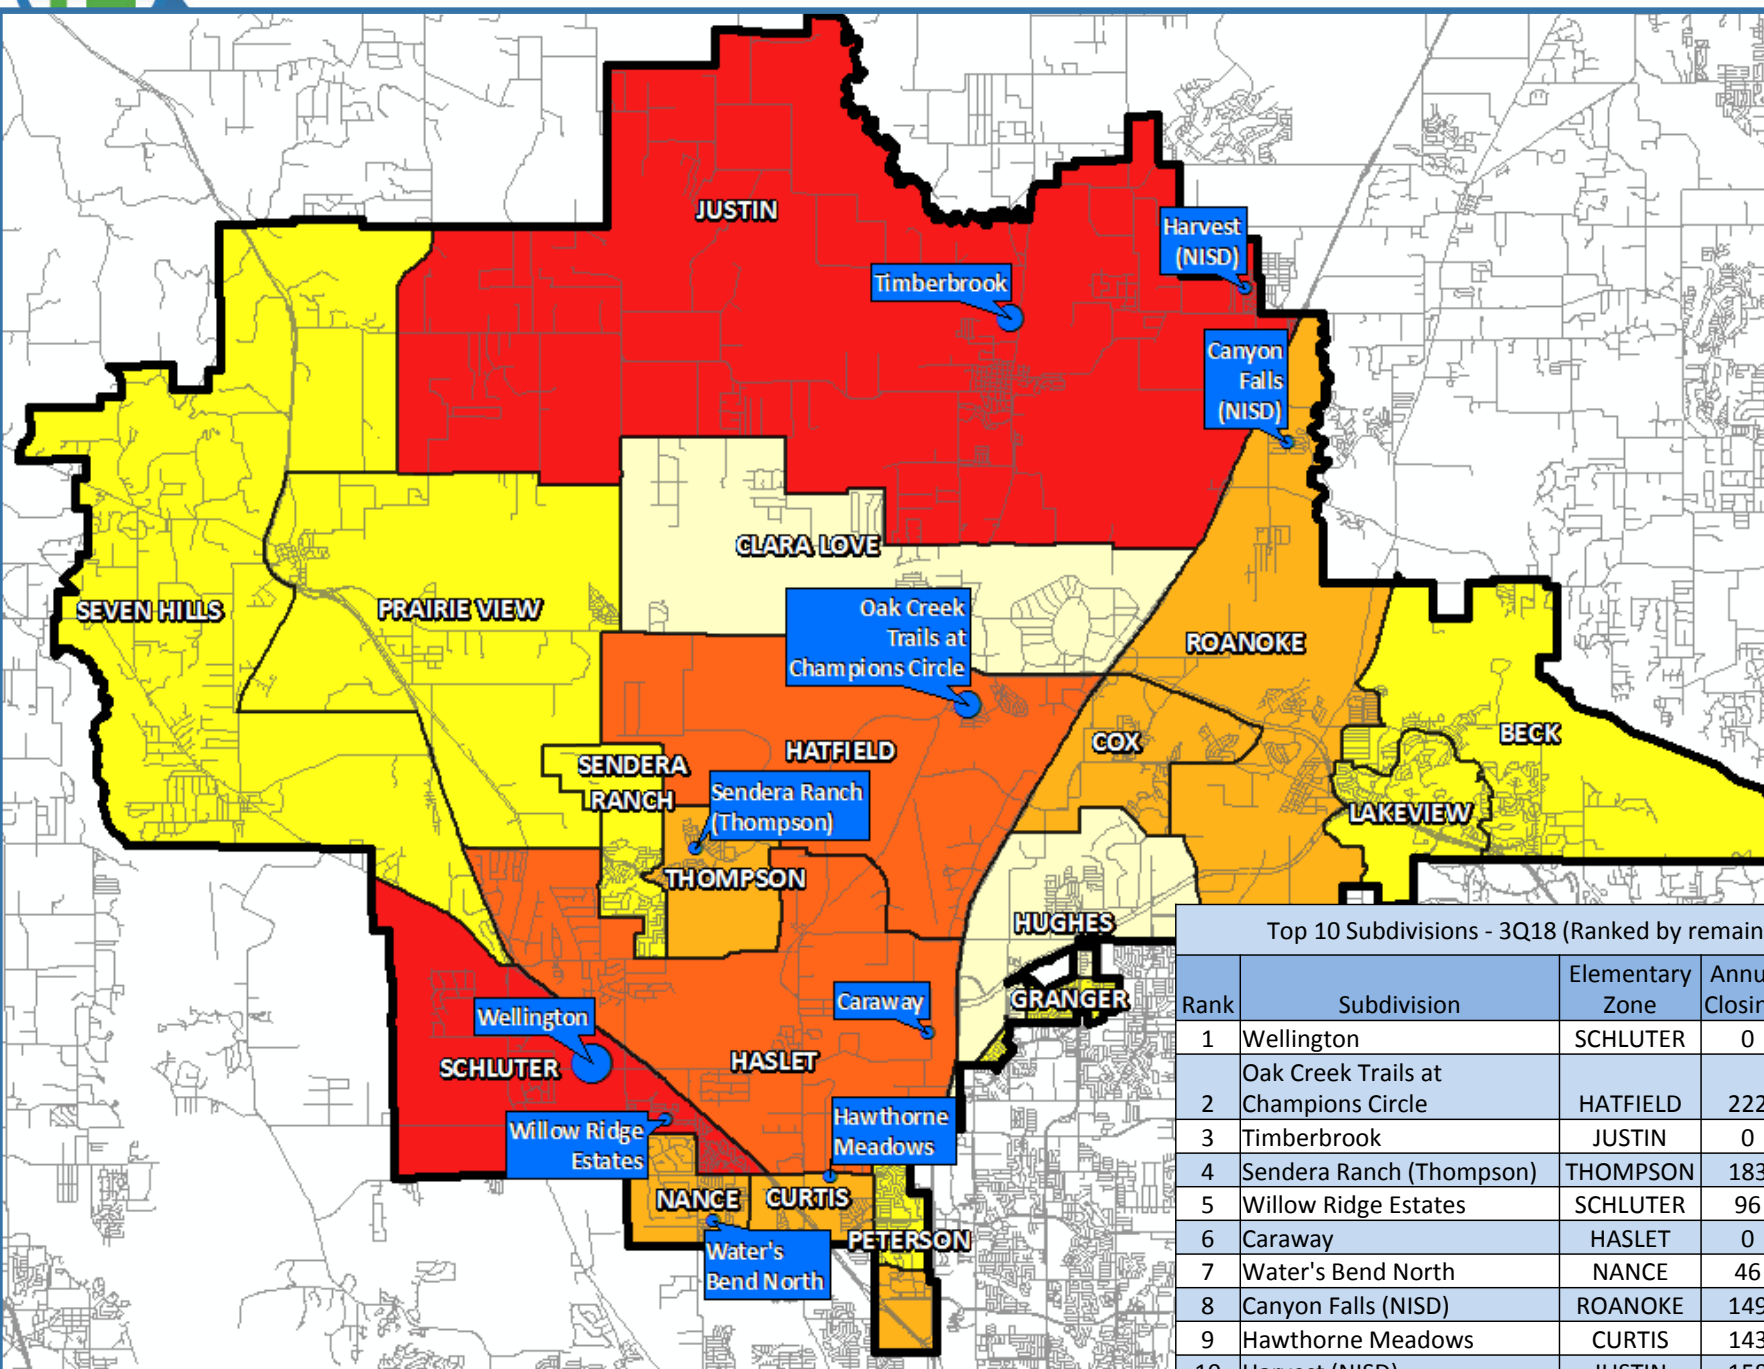 JUSTIN
Harvest
(NISD)
Timberbrook
Canyon
Falls
(NISD)
CLARA LOVE
SEVEN HILLS
PRAIRIE VIEW
Oak Creek
Trails at
Champions Circle
ROANOKE
BECK
COX
HATFIELD
SENDERA
RANCH
Sendera Ranch
(Thompson)
LAKEVIEW
THOMPSON
HUGHES
GRANGER
Caraway
Wellington
SCHLUTER
HASLET
Willow Ridge
Estates
Hawthorne
Meadows
NANCE
CURTIS
PETERSON
Water's
Bend North
Top 10 Subdivisions - 3Q18 (Ranked by remain
Rank Subdivision Elementary Zone Annu Closin
1 Wellington SCHLUTER 0
2 Oak Creek Trails at Champions Circle HATFIELD 222
3 Timberbrook JUSTIN 0
4 Sendera Ranch (Thompson) THOMPSON 183
5 Willow Ridge Estates SCHLUTER 96
6 Caraway HASLET 0
7 Water's Bend North NANCE 46
8 Canyon Falls (NISD) ROANOKE 149
9 Hawthorne Meadows CURTIS 143
10 Harvest (NISD) JUSTIN